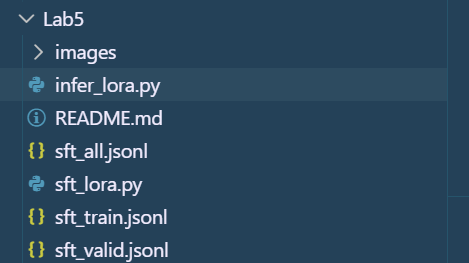 Lab5
images
infer_lora.py
README.md
sft_all.jsonl
sft_lora.py
sft_train.jsonl
sft_valid.jsonl